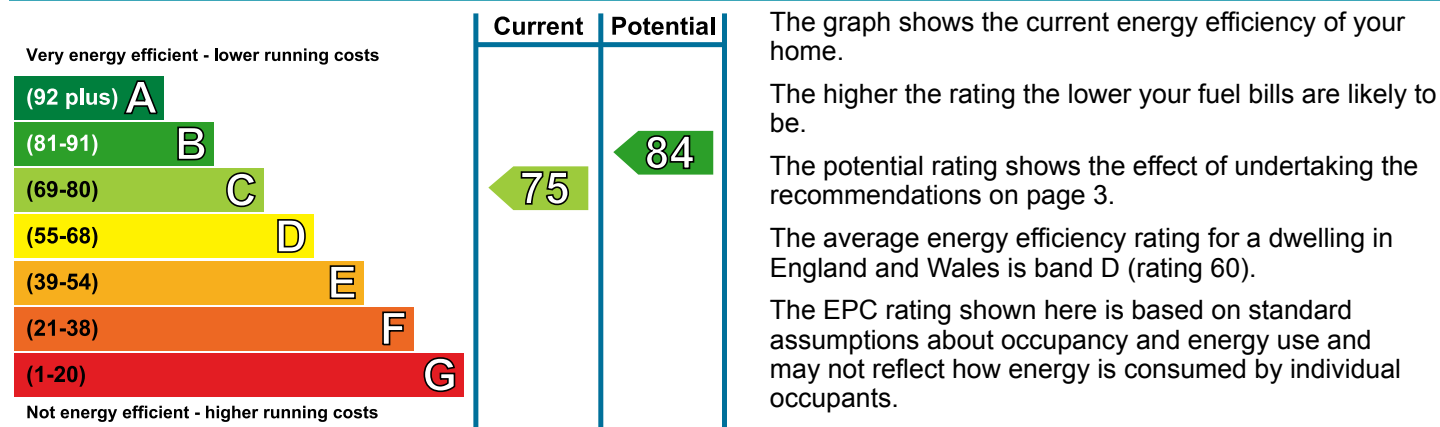 Current Potential
Very energy efficient - lower running costs
(92 plus) A
(81-91) B
84
(69-80) C
75
(55-68) D
(39-54) E
(21-38) F
(1-20) G
Not energy efficient - higher running costs
The graph shows the current energy efficiency of your
home.
The higher the rating the lower your fuel bills are likely to
be.
The potential rating shows the effect of undertaking the
recommendations on page 3.
The average energy efficiency rating for a dwelling in
England and Wales is band D (rating 60).
The EPC rating shown here is based on standard
assumptions about occupancy and energy use and
may not reflect how energy is consumed by individual
occupants.